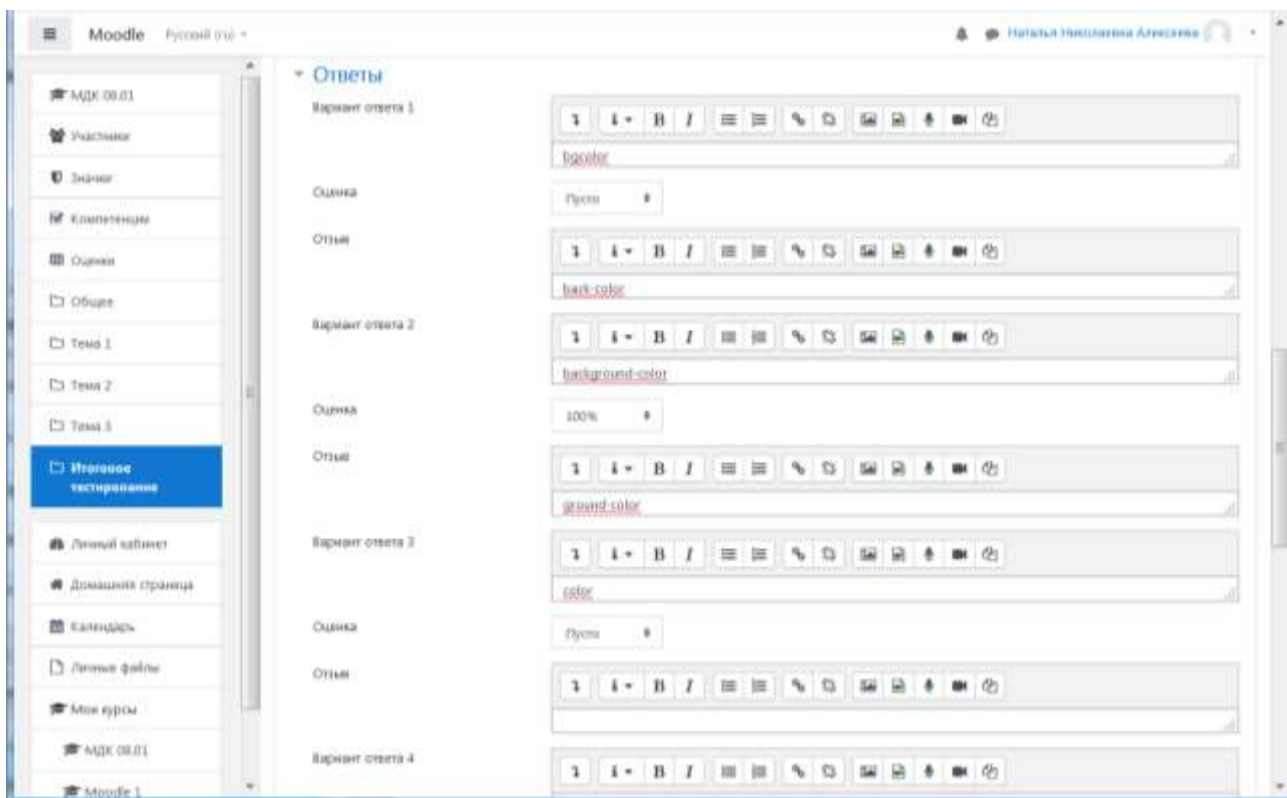 Moodle Русский (ru)
Наталья Николаевна Алексеева
МДК 08.01
Участники
Значки
Компетенции
Оценки
Общее
Тема 1
Тема 2
Тема 3
Итоговое
тестирование
Личный кабинет
Домашняя страница
Календарь
Личные файлы
Мои курсы
МДК 08.01
Moodle 1
Ответы
Вариант ответа 1
B I
bgcolor
Оценка
Пусто
Отзыв
B I
back-color
Вариант ответа 2
B I
background-color
Оценка
100%
Отзыв
B I
ground-color
Вариант ответа 3
B I
color
Оценка
Пусто
Отзыв
B I
Вариант ответа 4
B I